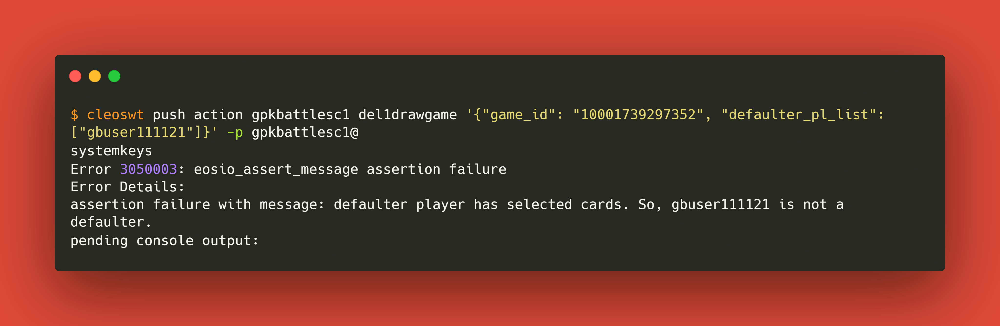 $ cleoswt push action gpkbattlesc1 del1drawgame '{"game_id": "10001739297352", "defaulter_pl_list":
["gbuser111121"]}' -p gpkbattlesc1@
systemkeys
Error 3050003: eosio_assert_message assertion failure
Error Details:
assertion failure with message: defaulter player has selected cards. So, gbuser111121 is not a
defaulter.
pending console output: